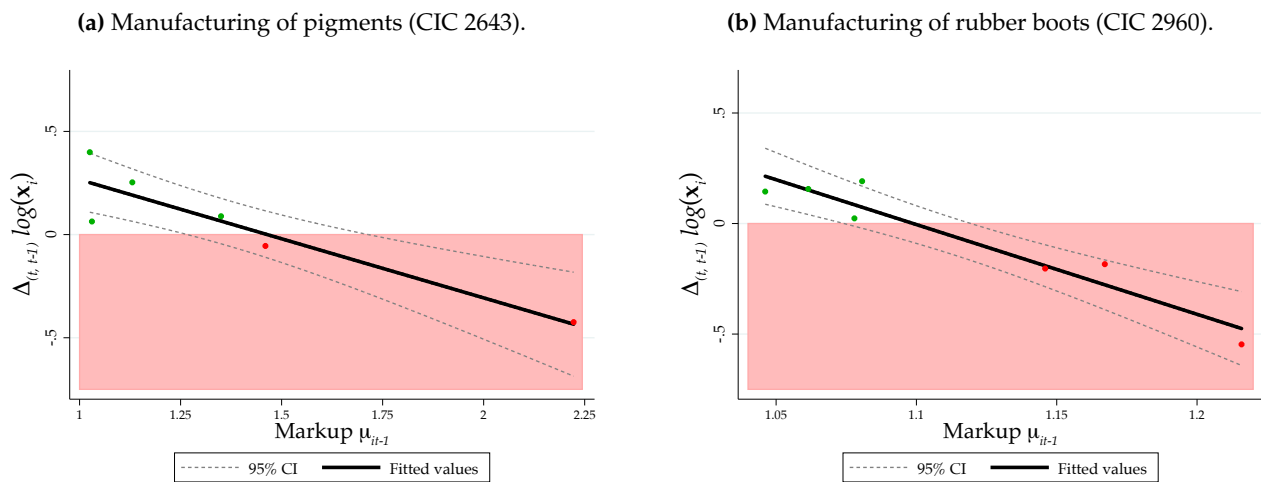 (a) Manufacturing of pigments (CIC 2643).
Δ(t, t-1) log(xi)
.5
0
-.5
1
1.25
1.5
1.75
2
2.25
Markup μit-1
95% CI
Fitted values
(b) Manufacturing of rubber boots (CIC 2960).
Δ(t, t-1) log(xi)
.5
0
-.5
1.05
1.1
1.15
1.2
Markup μit-1
95% CI
Fitted values